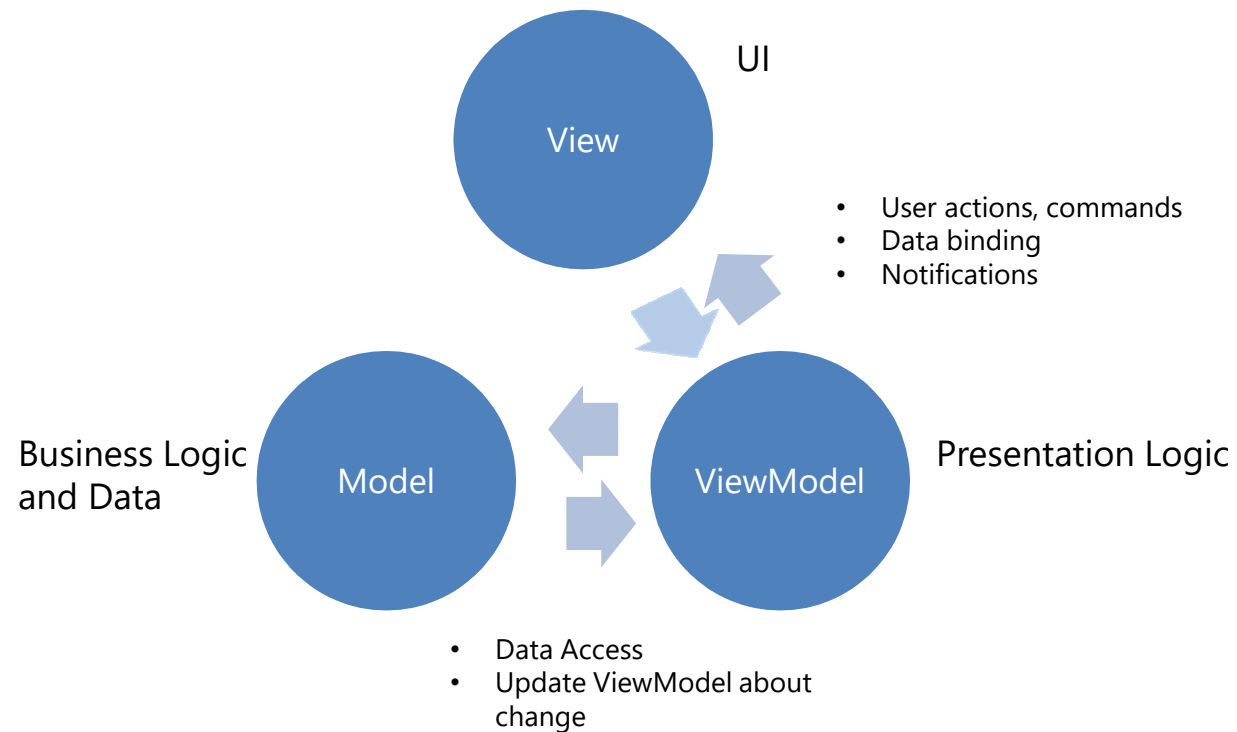 UI
View
• User actions, commands
• Data binding
• Notifications
Business Logic
and Data
Model
ViewModel
Presentation Logic
• Data Access
• Update ViewModel about
change